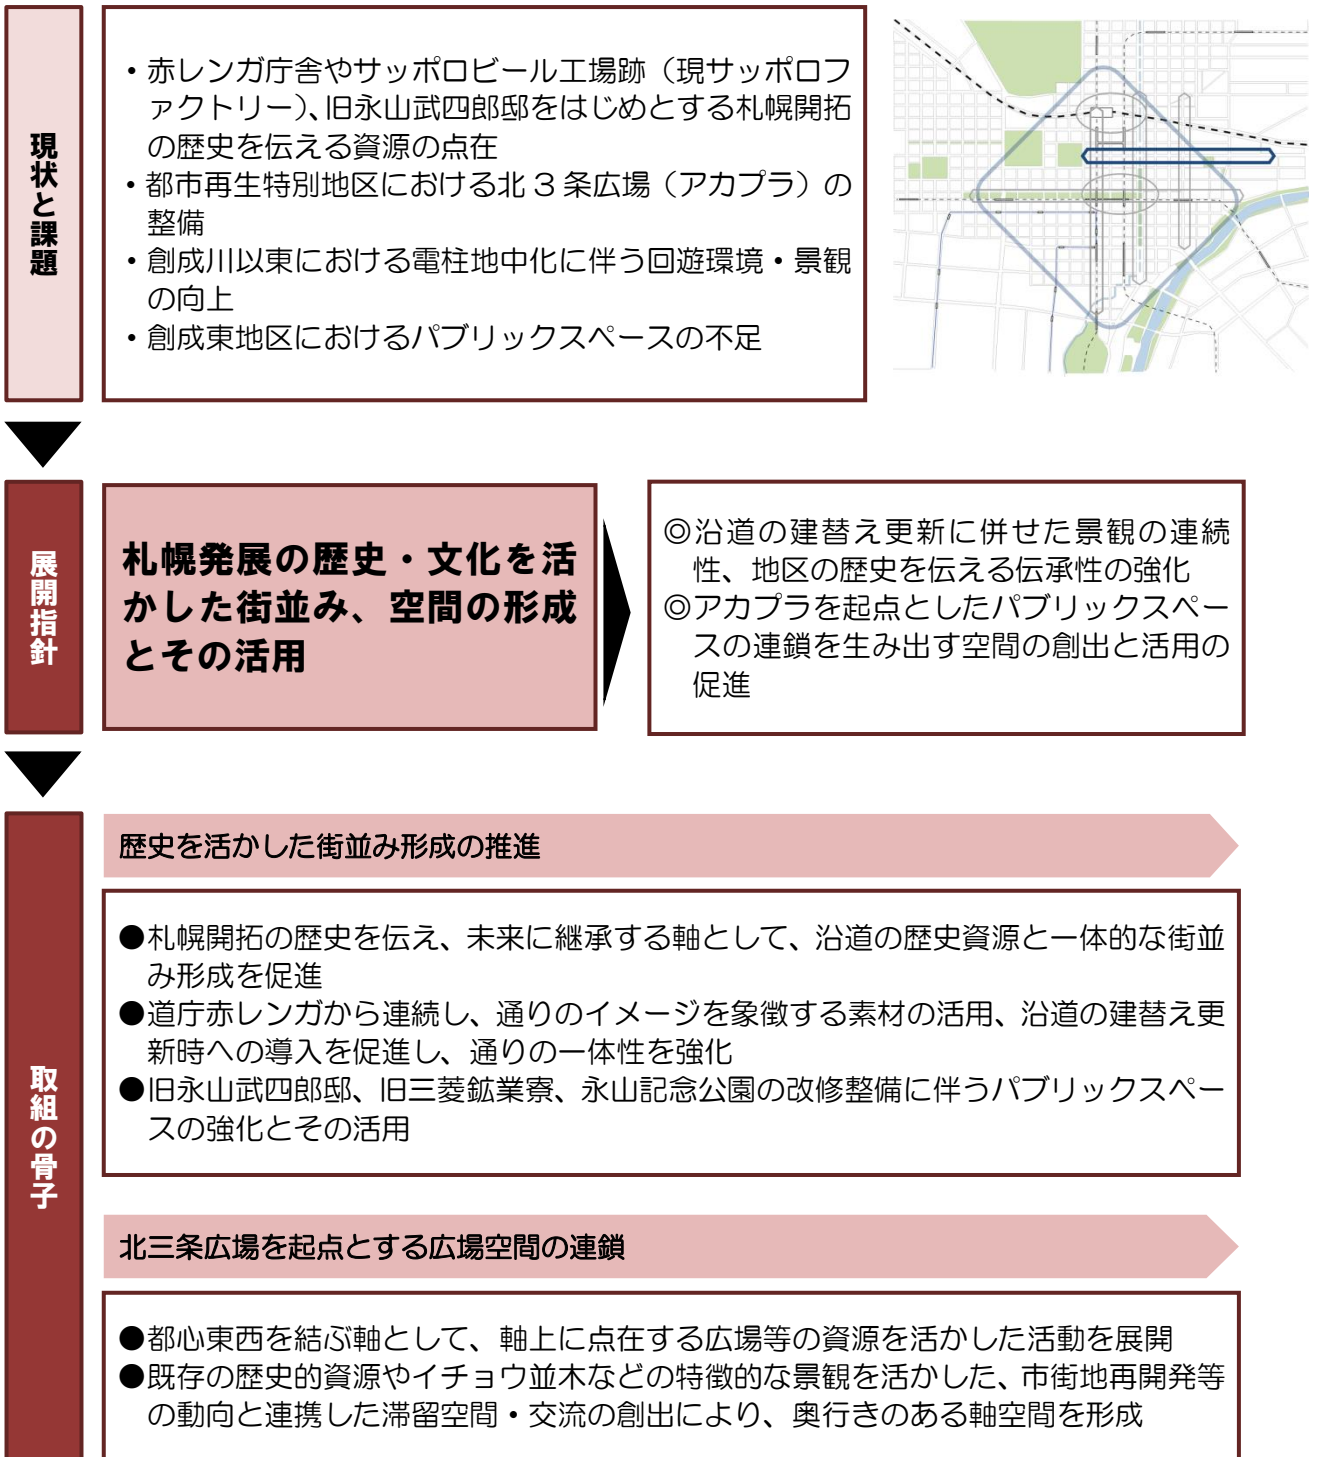 現状と課題
・赤レンガ庁舎やサッポロビール工場跡（現サッポロフ
ァクトリー）、旧永山武四郎邸をはじめとする札幌開拓
の歴史を伝える資源の点在
・都市再生特別地区における北３条広場（アカプラ）の
整備
・創成川以東における電柱地中化に伴う回遊環境・景観
の向上
・創成東地区におけるパブリックスペースの不足
展開指針
札幌発展の歴史・文化を活
かした街並み、空間の形成
とその活用
◎沿道の建替え更新に併せた景観の連続
性、地区の歴史を伝える伝承性の強化
◎アカプラを起点としたパブリックスペー
スの連鎖を生み出す空間の創出と活用の
促進
取組の骨子
歴史を活かした街並み形成の推進
●札幌開拓の歴史を伝え、未来に継承する軸として、沿道の歴史資源と一体的な街並
み形成を促進
●道庁赤レンガから連続し、通りのイメージを象徴する素材の活用、沿道の建替え更
新時への導入を促進し、通りの一体性を強化
●旧永山武四郎邸、旧三菱鉱業寮、永山記念公園の改修整備に伴うパブリックスペー
スの強化とその活用
北三条広場を起点とする広場空間の連鎖
●都心東西を結ぶ軸として、軸上に点在する広場等の資源を活かした活動を展開
●既存の歴史的資源やイチョウ並木などの特徴的な景観を活かした、市街地再開発等
の動向と連携した滞留空間・交流の創出により、奥行きのある軸空間を形成